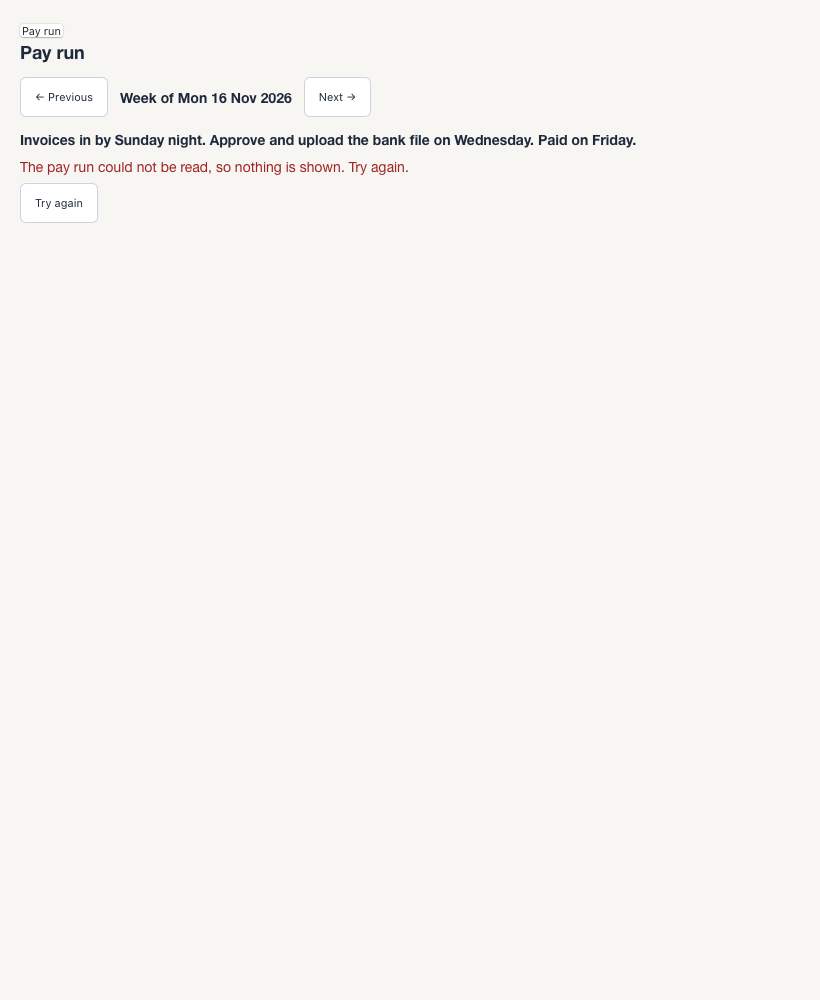 Pay run
Pay run
← Previous
Week of Mon 16 Nov 2026
Next →
Invoices in by Sunday night. Approve and upload the bank file on Wednesday. Paid on Friday.
The pay run could not be read, so nothing is shown. Try again.
Try again